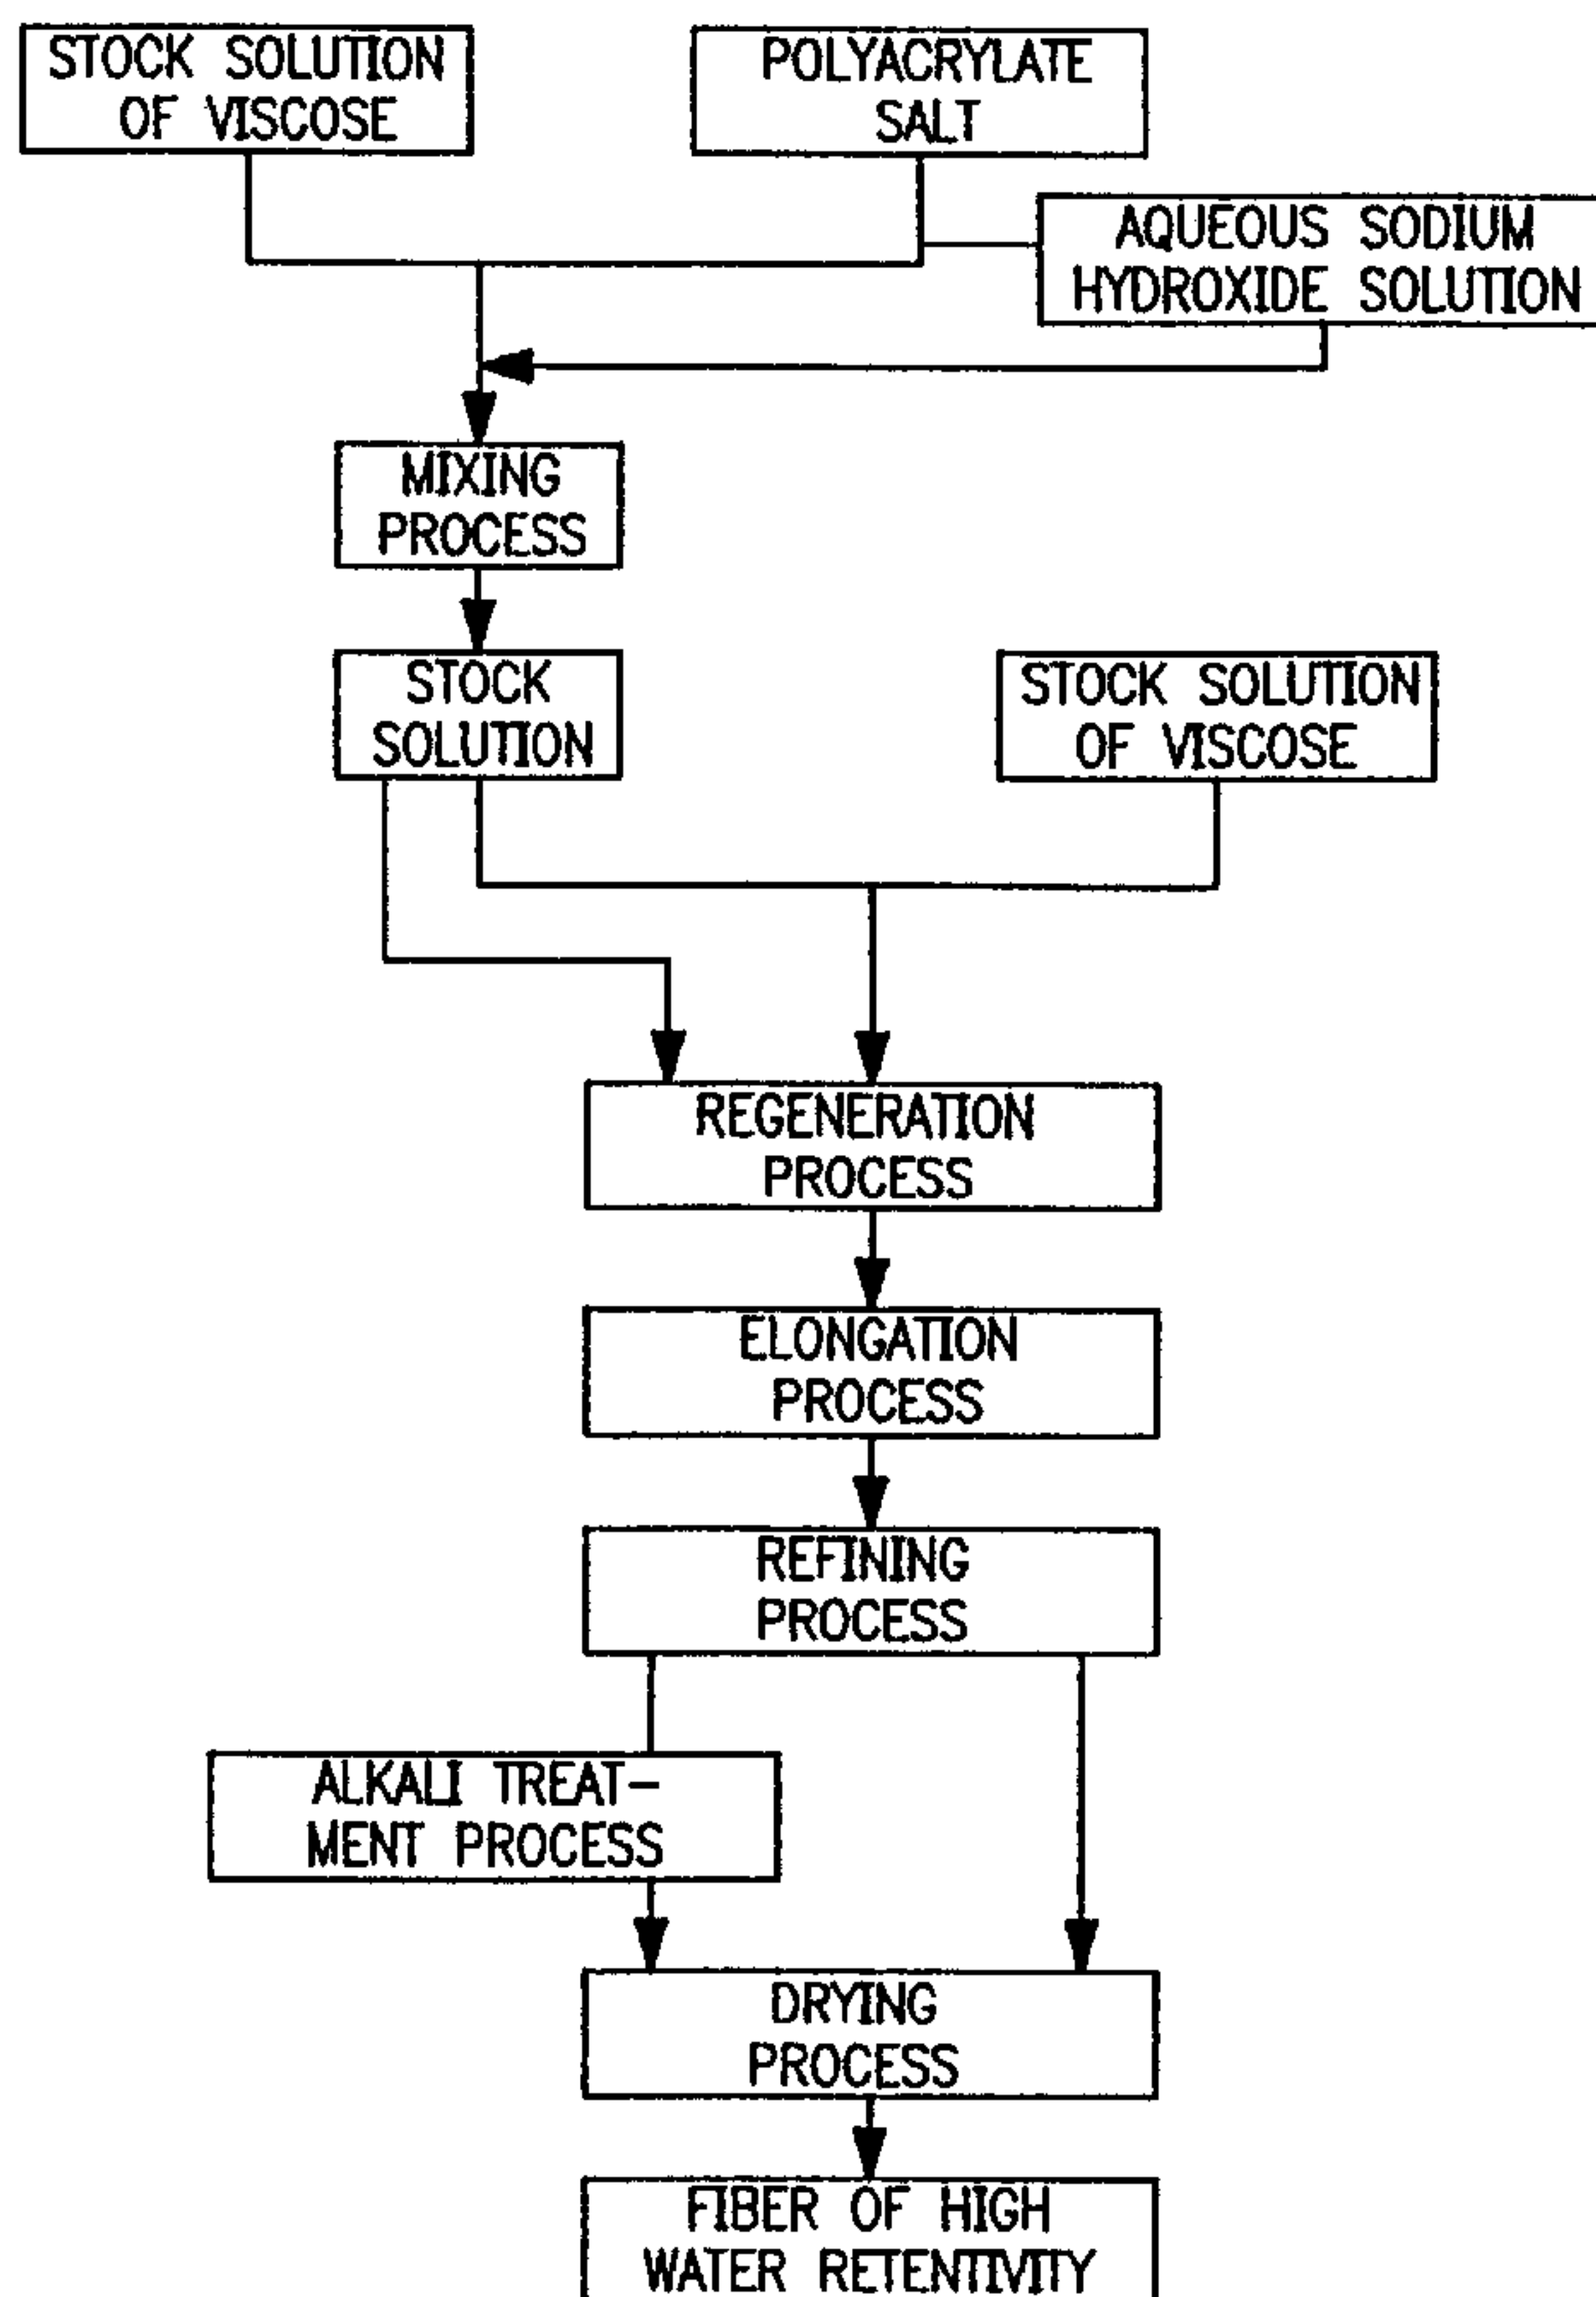 STOCK SOLUTION
OF VISCOSE
POLYACRYLATE
SALT
AQUEOUS SODIUM
HYDROXIDE SOLUTION
MIXING
PROCESS
STOCK
SOLUTION
STOCK SOLUTION
OF VISCOSE
REGENERATION
PROCESS
ELONGATION
PROCESS
REFINING
PROCESS
ALKALI TREAT-
MENT PROCESS
DRYING
PROCESS
FIBER OF HIGH
WATER RETENTIVITY